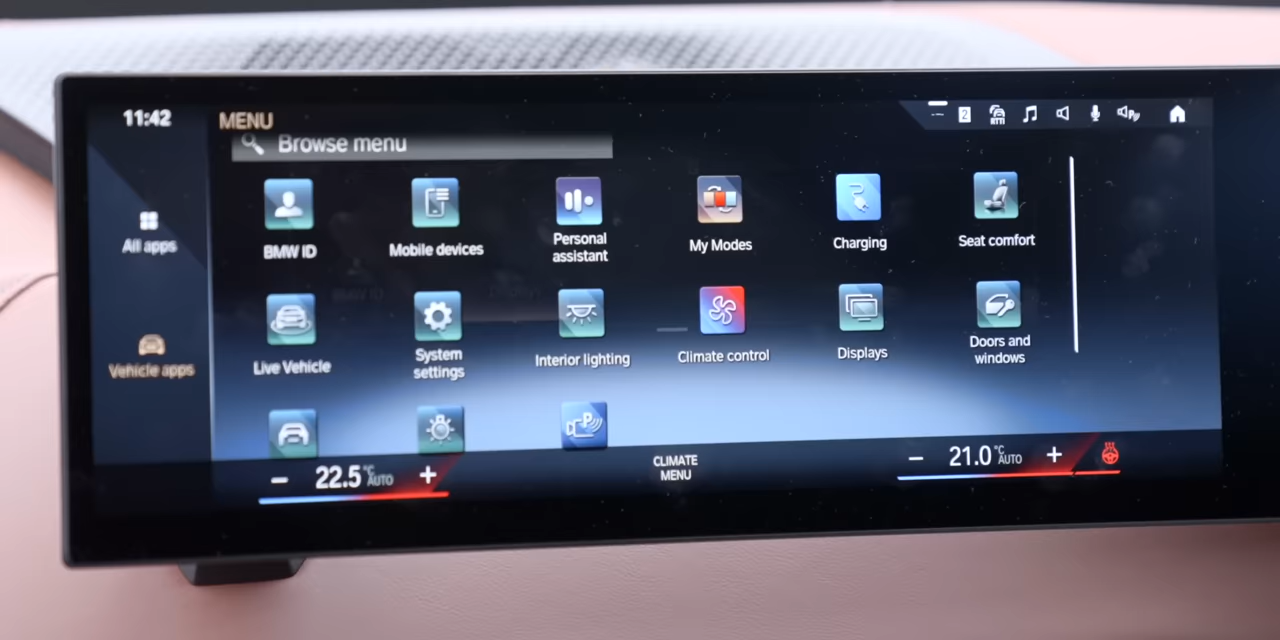 11:42
MENU
2
RTTI
Browse menu
All apps
Vehicle apps
BMW ID
Mobile devices
Personal
assistant
My Modes
Charging
Seat comfort
Live Vehicle
System
settings
Interior lighting
Climate control
Displays
Doors and
windows
P
− 22.5 °C AUTO +
CLIMATE
MENU
− 21.0 °C AUTO +